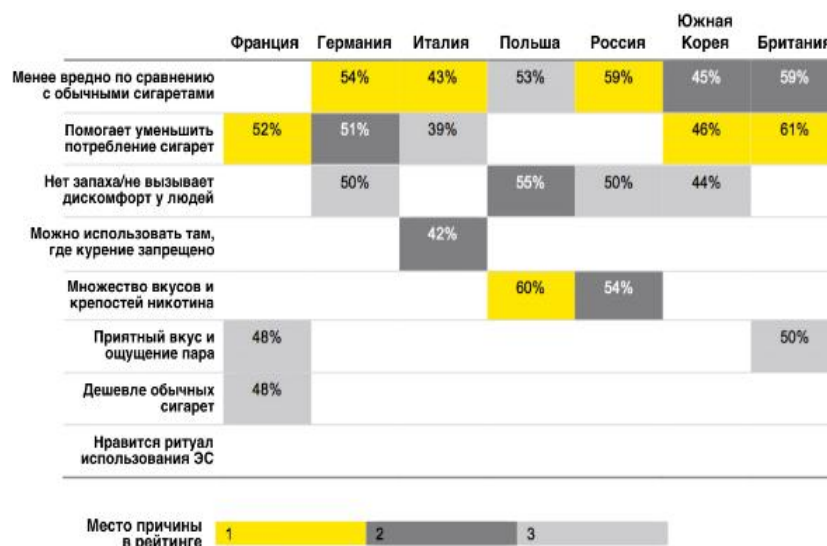 Франция Германия Италия Польша Россия Южная Корея Британия
Менее вредно по сравнению
с обычными сигаретами
54% 43% 53% 59% 45% 59%
Помогает уменьшить
потребление сигарет
52% 51% 39% 46% 61%
Нет запаха/не вызывает
дискомфорт у людей
50% 55% 50% 44%
Можно использовать там,
где курение запрещено
42%
Множество вкусов и
крепостей никотина
60% 54%
Приятный вкус и
ощущение пара
48% 50%
Дешевле обычных
сигарет
48%
Нравится ритуал
использования ЭС
Место причины
в рейтинге
1 2 3